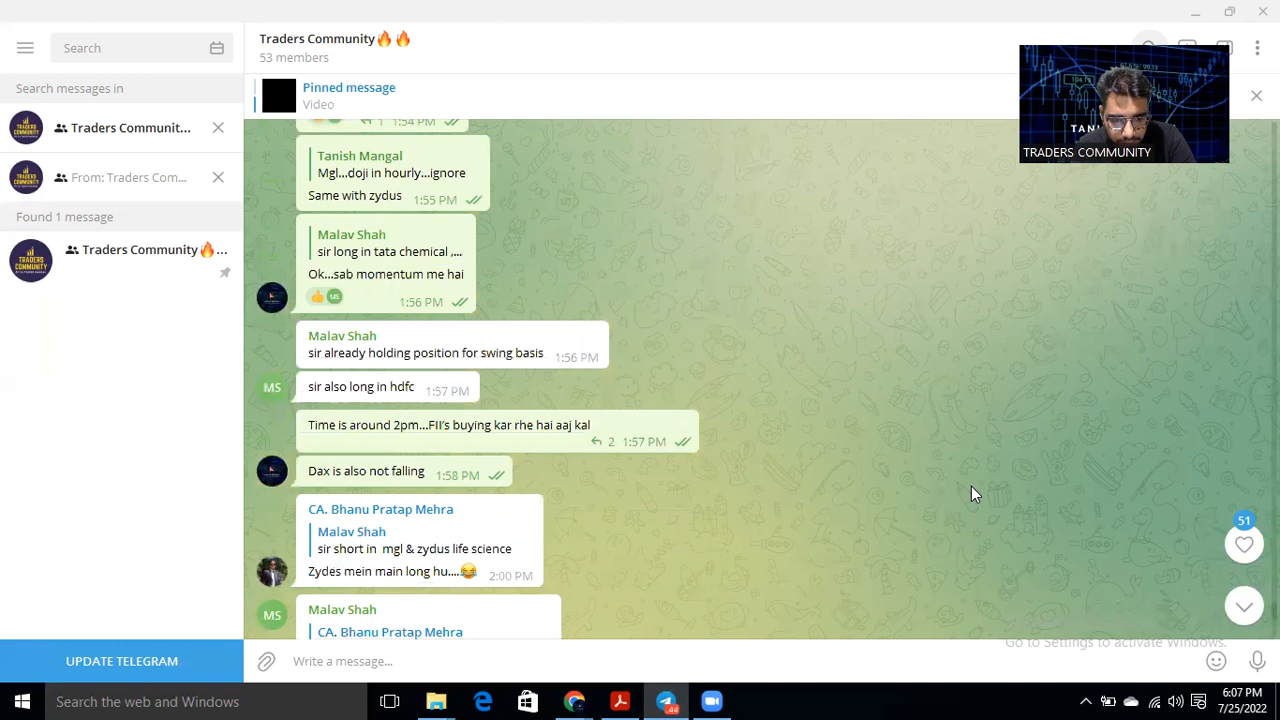 Traders Community🔥🔥
53 members
Search
Search messages in
Traders Communit...
From: Traders Com...
Found 1 message
Traders Community🔥...
Pinned message
Video
TRADERS COMMUNITY
1 1:54 PM
Tanish Mangal
Mgl...doji in hourly...ignore
Same with zydus 1:55 PM
Malav Shah
sir long in tata chemical ,...
Ok...sab momentum me hai
👍 MS 1:56 PM
Malav Shah
sir already holding position for swing basis 1:56 PM
MS sir also long in hdfc 1:57 PM
Time is around 2pm...FII's buying kar rhe hai aaj kal
2 1:57 PM
Dax is also not falling 1:58 PM
CA. Bhanu Pratap Mehra
Malav Shah
sir short in mgl & zydus life science
Zydes mein main long hu....😂 2:00 PM
MS Malav Shah
CA. Bhanu Pratap Mehra
51
Go to Settings to activate Windows.
UPDATE TELEGRAM
Write a message...
Search the web and Windows
44
6:07 PM
7/25/2022